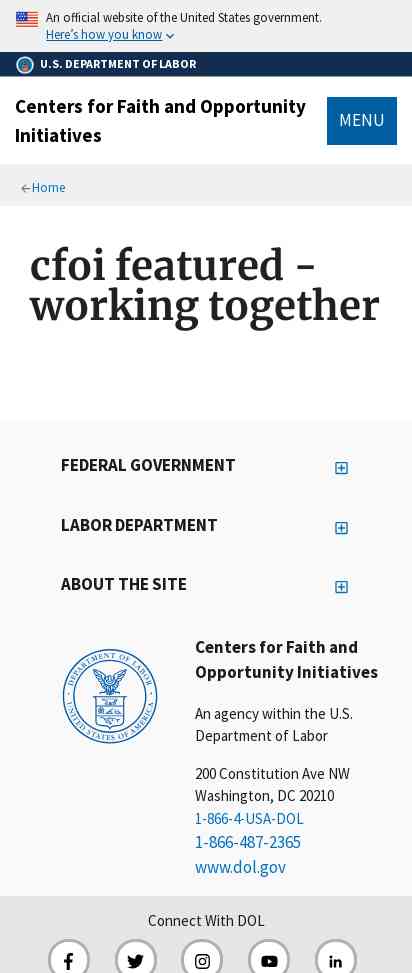 An official website of the United States government.
Here's how you know
U.S. DEPARTMENT OF LABOR
Centers for Faith and Opportunity
Initiatives
MENU
Home
cfoi featured -
working together
FEDERAL GOVERNMENT
LABOR DEPARTMENT
ABOUT THE SITE
DEPARTMENT OF LABOR
UNITED STATES OF AMERICA
Centers for Faith and
Opportunity Initiatives
An agency within the U.S.
Department of Labor
200 Constitution Ave NW
Washington, DC 20210
1-866-4-USA-DOL
1-866-487-2365
www.dol.gov
Connect With DOL